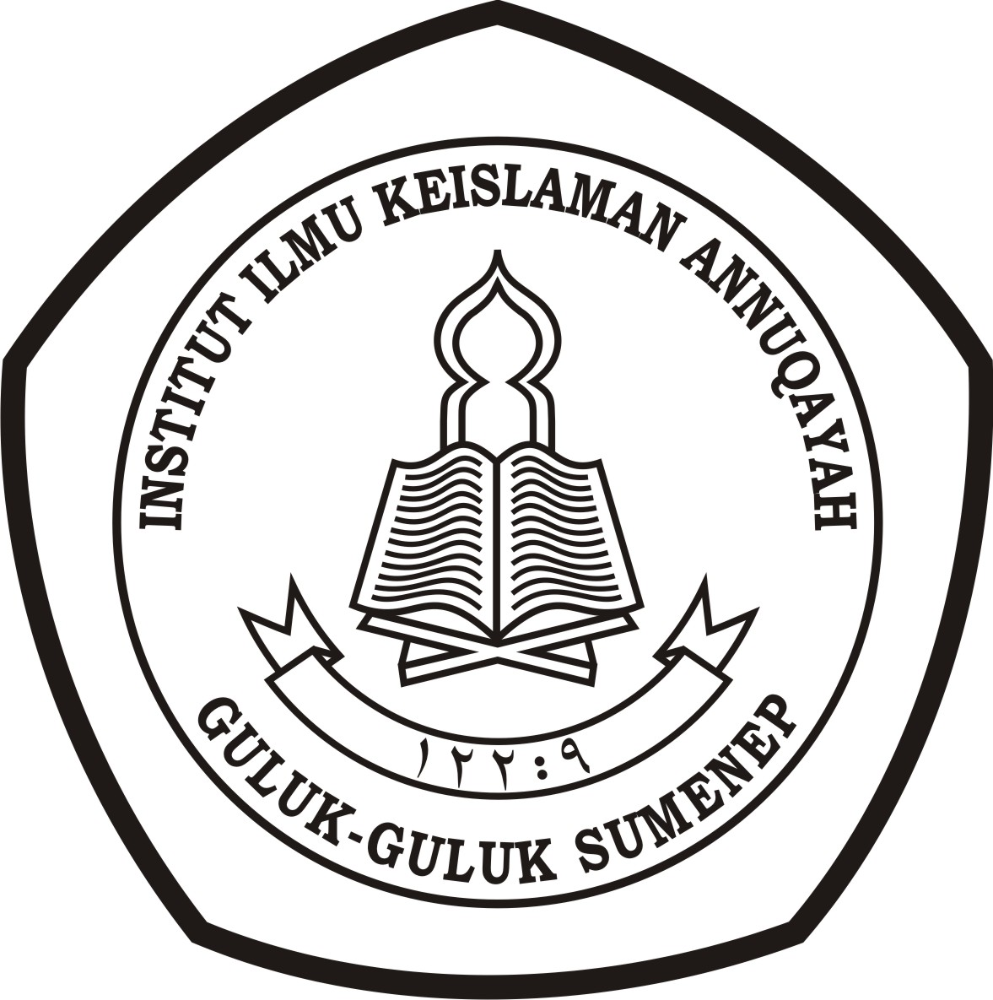 INSTITUT ILMU KEISLAMAN ANNUQAYAH
١٢٢:٩
GULUK-GULUK SUMENEP